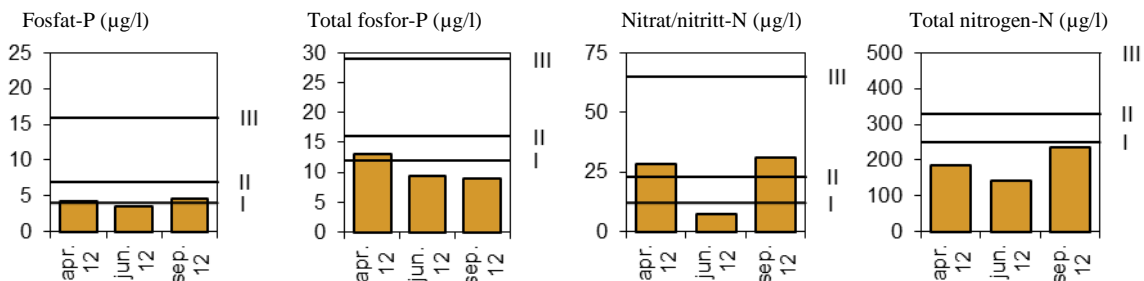 Fosfat-P (µg/l)
25
20
15
10
5
0
III
II
I
apr. 12
jun. 12
sep. 12
Total fosfor-P (µg/l)
30
25
20
15
10
5
0
III
II
I
apr. 12
jun. 12
sep. 12
Nitrat/nitritt-N (µg/l)
75
50
25
0
III
II
I
apr. 12
jun. 12
sep. 12
Total nitrogen-N (µg/l)
500
400
300
200
100
0
III
II
I
apr. 12
jun. 12
sep. 12